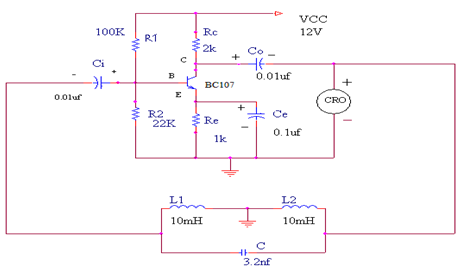 VCC
12V
100K
R1
Rc
2k
Co
+
-
C
0.01uf
Ci
-
+
0.01uf
B
BC107
E
+
CRO
-
R2
22K
Re
1k
+
-
Ce
0.1uf
L1
10mH
L2
10mH
C
3.2nf